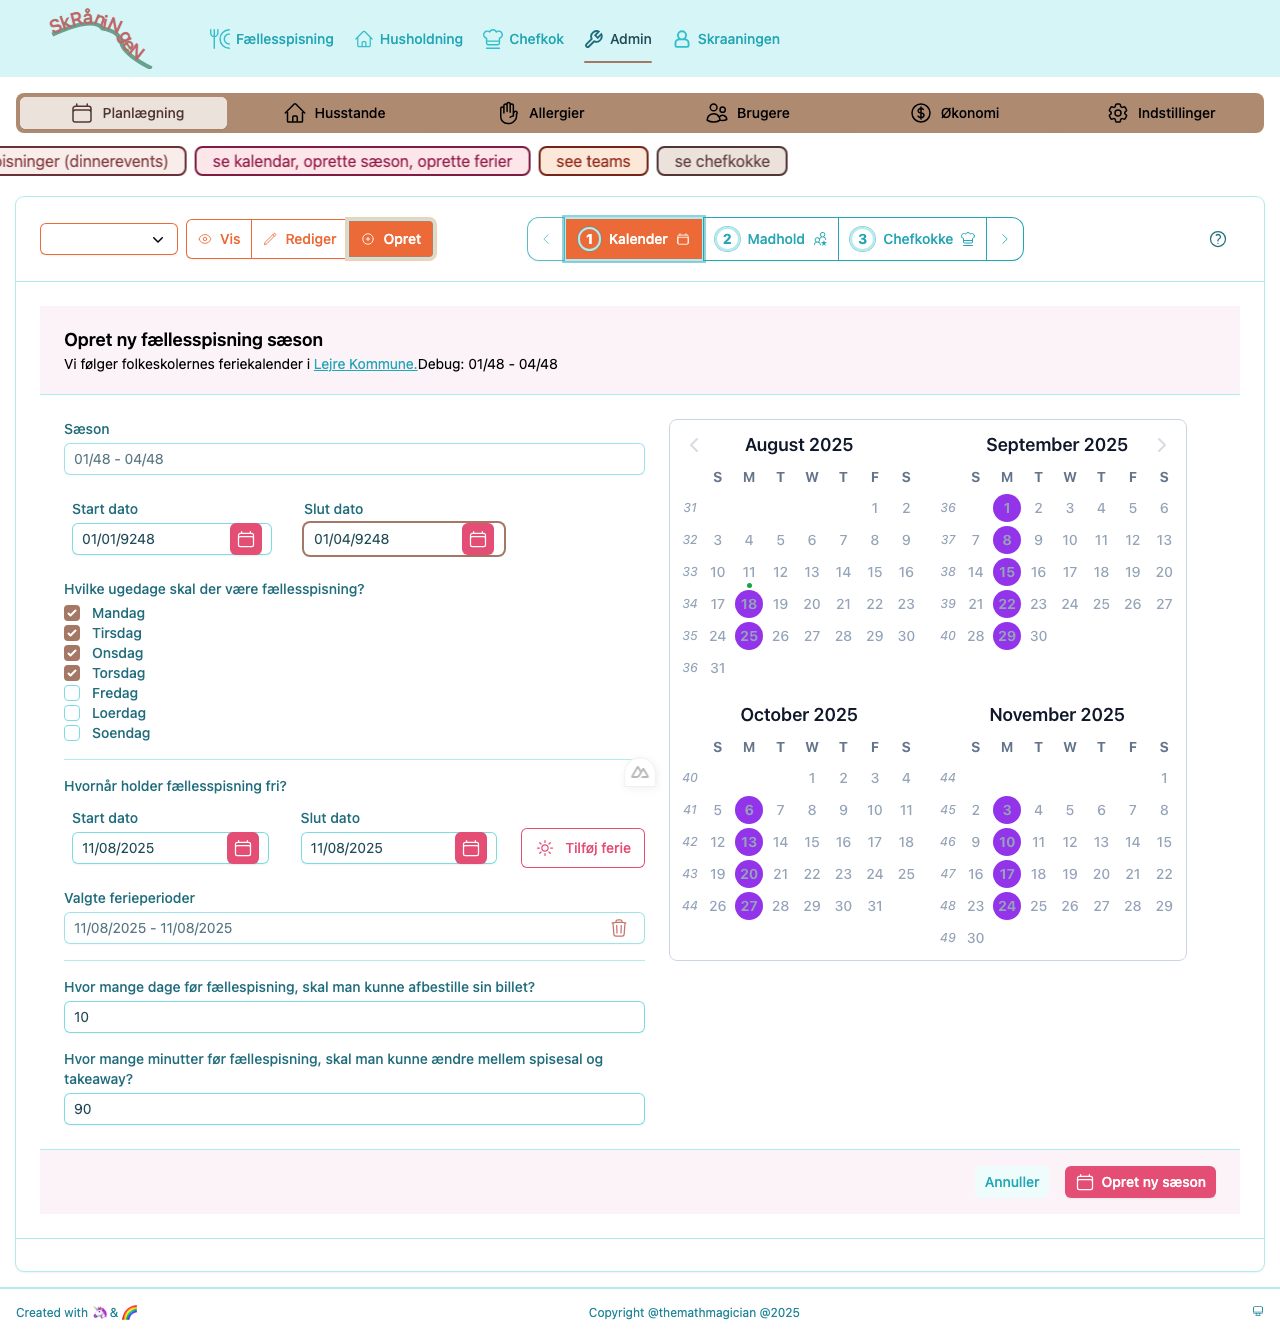 SkRåniNgeN
Fællesspisning Husholdning Chefkok Admin Skraaningen
Planlægning Husstande Allergier Brugere Økonomi Indstillinger
isninger (dinnerevents) se kalendar, oprette sæson, oprette ferier see teams se chefkokke
Vis Rediger Opret 1 Kalender 2 Madhold 3 Chefkokke
Opret ny fællesspisning sæson
Vi følger folkeskolernes feriekalender i Lejre Kommune.Debug: 01/48 - 04/48
Sæson
01/48 - 04/48
Start dato Slut dato
01/01/9248 01/04/9248
Hvilke ugedage skal der være fællesspisning?
Mandag
Tirsdag
Onsdag
Torsdag
Fredag
Loerdag
Soendag
Hvornår holder fællesspisning fri?
Start dato Slut dato
11/08/2025 11/08/2025 Tilføj ferie
Valgte ferieperioder
11/08/2025 - 11/08/2025
Hvor mange dage før fællespisning, skal man kunne afbestille sin billet?
10
Hvor mange minutter før fællespisning, skal man kunne ændre mellem spisesal og
takeaway?
90
August 2025
S M T W T F S
31 1 2
32 3 4 5 6 7 8 9
33 10 11 12 13 14 15 16
34 17 18 19 20 21 22 23
35 24 25 26 27 28 29 30
36 31
September 2025
S M T W T F S
36 1 2 3 4 5 6
37 7 8 9 10 11 12 13
38 14 15 16 17 18 19 20
39 21 22 23 24 25 26 27
40 28 29 30
October 2025
S M T W T F S
40 1 2 3 4
41 5 6 7 8 9 10 11
42 12 13 14 15 16 17 18
43 19 20 21 22 23 24 25
44 26 27 28 29 30 31
November 2025
S M T W T F S
44 1
45 2 3 4 5 6 7 8
46 9 10 11 12 13 14 15
47 16 17 18 19 20 21 22
48 23 24 25 26 27 28 29
49 30
Annuller Opret ny sæson
Created with 🦄 & 🌈 Copyright @themathmagician @2025